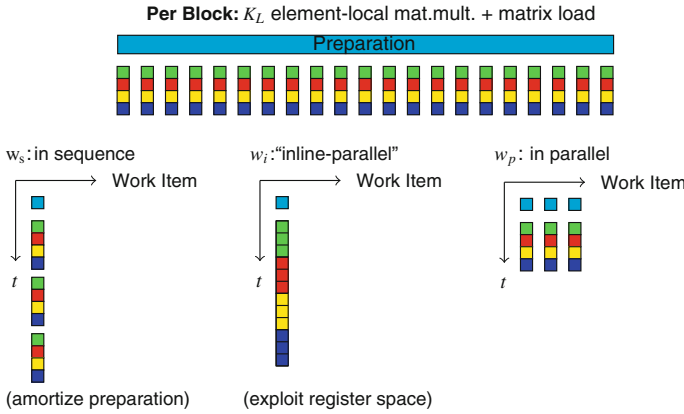 Per Block: K_L element-local mat.mult. + matrix load
Preparation
w_s: in sequence
w_i: “inline-parallel”
w_p: in parallel
Work Item
Work Item
Work Item
t
t
t
(amortize preparation)
(exploit register space)